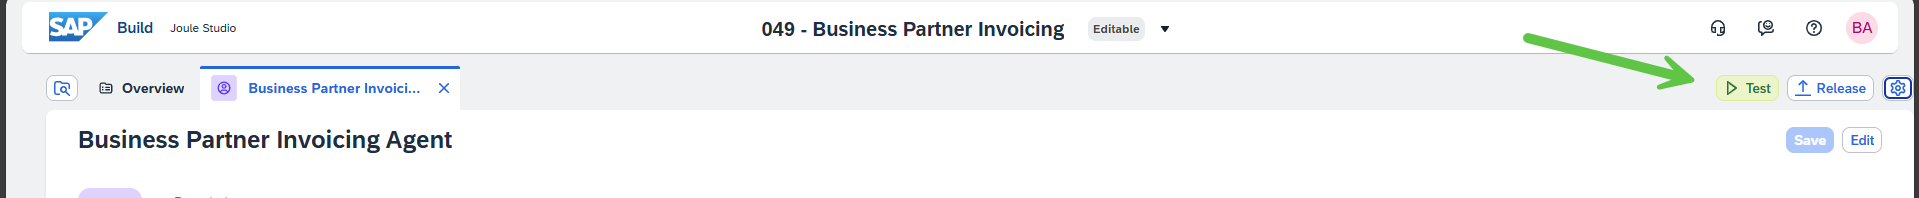 SAP Build Joule Studio 049 - Business Partner Invoicing Editable BA
Overview Business Partner Invoici... Test Release
Business Partner Invoicing Agent Save Edit